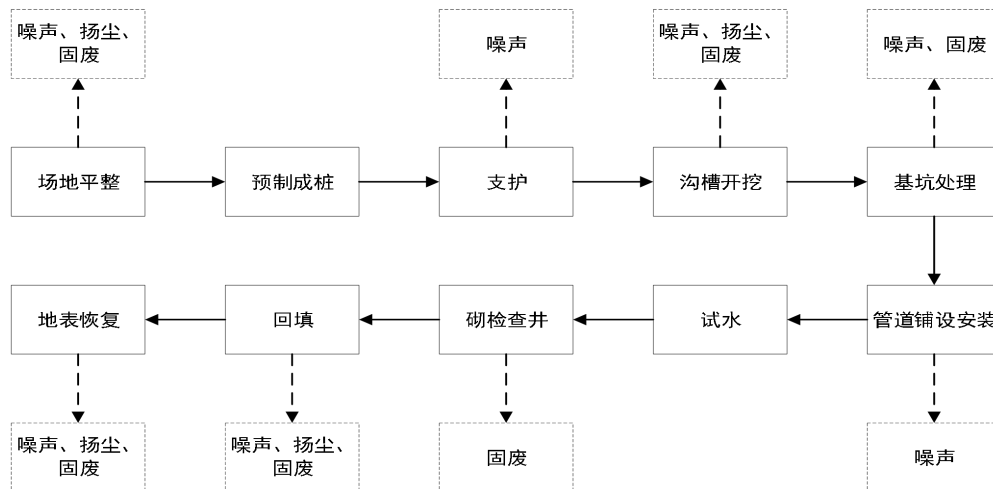 噪声、扬尘、
固废
噪声
噪声、扬尘、
固废
噪声、固废
场地平整
预制成桩
支护
沟槽开挖
基坑处理
地表恢复
回填
砌检查井
试水
管道铺设安装
噪声、扬尘、
固废
噪声、扬尘、
固废
固废
噪声